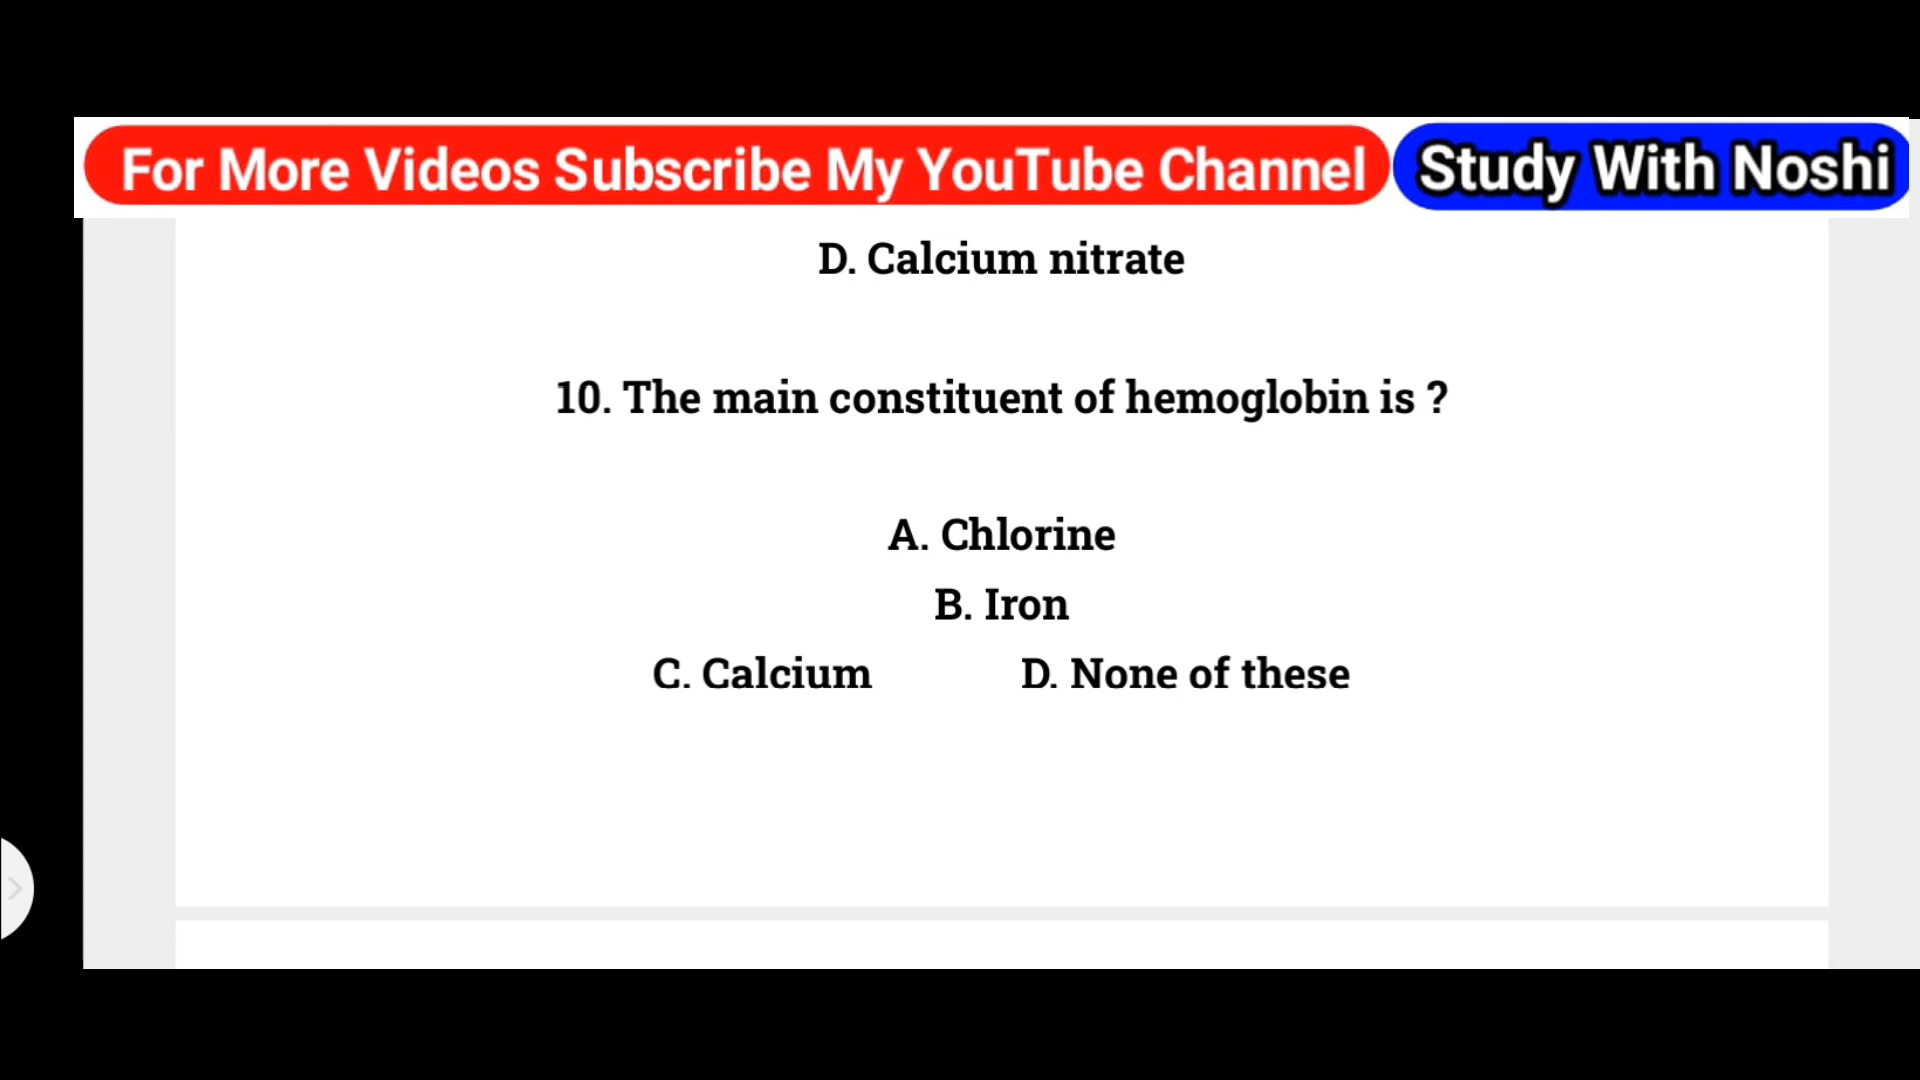 For More Videos Subscribe My YouTube Channel Study With Noshi
D. Calcium nitrate
10. The main constituent of hemoglobin is ?
A. Chlorine
B. Iron
C. Calcium D. None of these